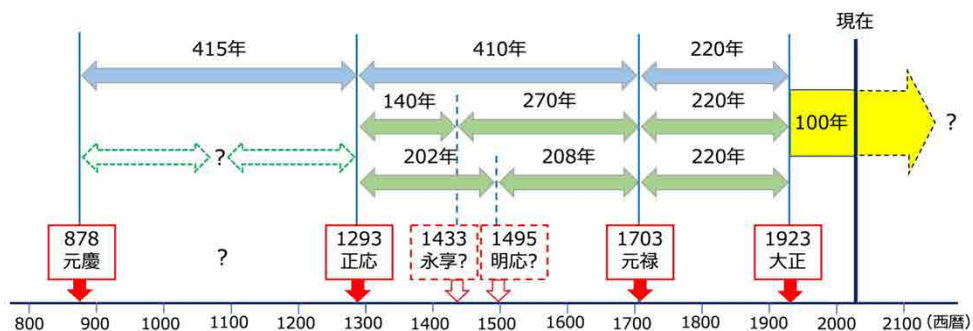 現在
415年
410年
220年
140年
270年
220年
100年
?
?
202年
208年
220年
878
元慶
?
1293
正応
1433
永享?
1495
明応?
1703
元禄
1923
大正
800
900
1000
1100
1200
1300
1400
1500
1600
1700
1800
1900
2000
2100
(西暦)